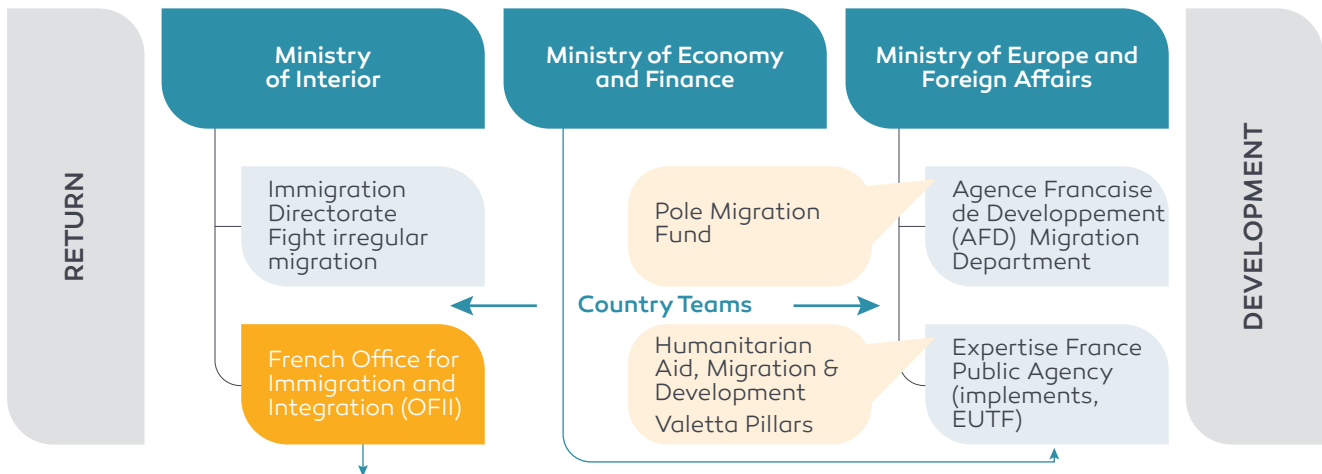 RETURN
Ministry
of Interior
Ministry of Economy
and Finance
Ministry of Europe and
Foreign Affairs
DEVELOPMENT
Immigration
Directorate
Fight irregular
migration
Pole Migration
Fund
Agence Francaise
de Developpement
(AFD) Migration
Department
Country Teams
French Office for
Immigration and
Integration (OFII)
Humanitarian
Aid, Migration &
Development
Valetta Pillars
Expertise France
Public Agency
(implements,
EUTF)